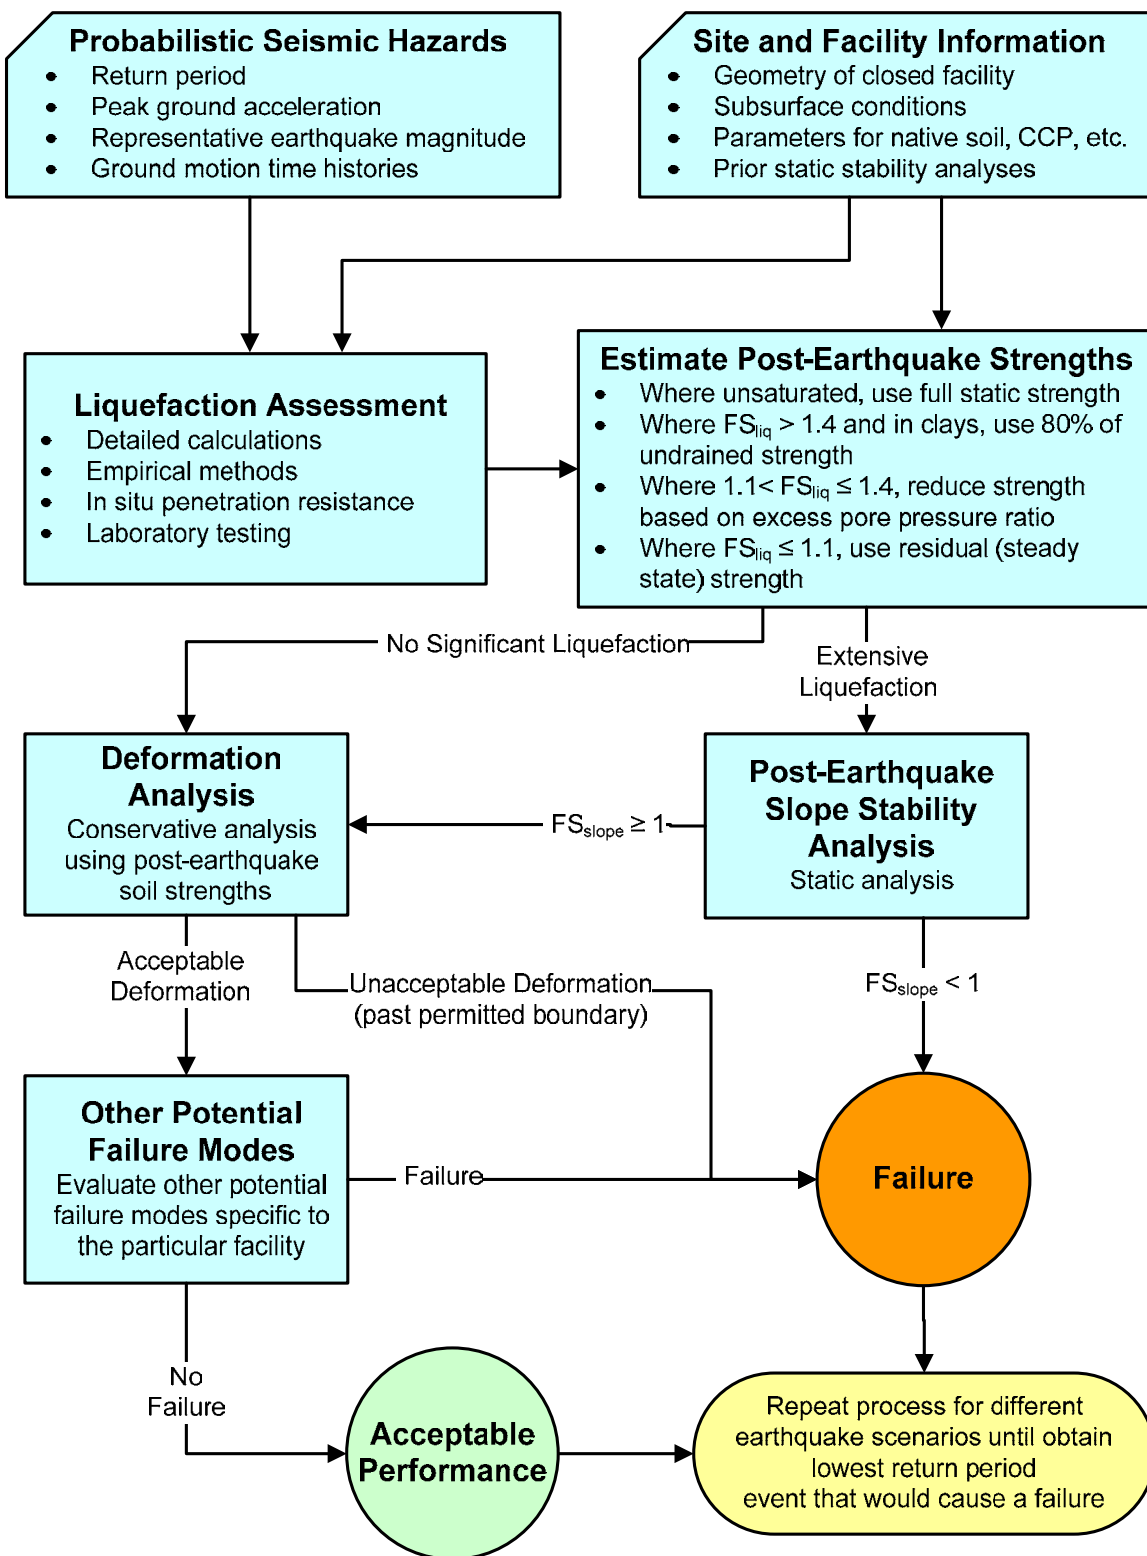 Probabilistic Seismic Hazards
• Return period
• Peak ground acceleration
• Representative earthquake magnitude
• Ground motion time histories
Site and Facility Information
• Geometry of closed facility
• Subsurface conditions
• Parameters for native soil, CCP, etc.
• Prior static stability analyses
Liquefaction Assessment
• Detailed calculations
• Empirical methods
• In situ penetration resistance
• Laboratory testing
Estimate Post-Earthquake Strengths
• Where unsaturated, use full static strength
• Where FSliq > 1.4 and in clays, use 80% of
undrained strength
• Where 1.1< FSliq ≤ 1.4, reduce strength
based on excess pore pressure ratio
• Where FSliq ≤ 1.1, use residual (steady
state) strength
No Significant Liquefaction
Extensive
Liquefaction
Deformation
Analysis
Conservative analysis
using post-earthquake
soil strengths
FSslope ≥ 1
Post-Earthquake
Slope Stability
Analysis
Static analysis
Acceptable
Deformation
Unacceptable Deformation
(past permitted boundary)
FSslope < 1
Other Potential
Failure Modes
Evaluate other potential
failure modes specific to
the particular facility
Failure
Failure
No
Failure
Acceptable
Performance
Repeat process for different
earthquake scenarios until obtain
lowest return period
event that would cause a failure